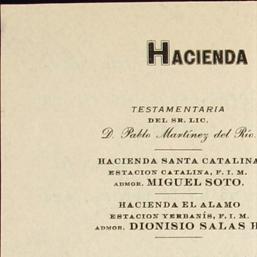 HACIENDA
TESTAMENTARIA
DEL SR. LIC.
D. Pablo Martínez del Río.
HACIENDA SANTA CATALINA
ESTACION CATALINA, F. I. M.
ADMOR. MIGUEL SOTO.
HACIENDA EL ALAMO
ESTACION YERBANÍS, F. I. M.
ADMOR. DIONISIO SALAS H